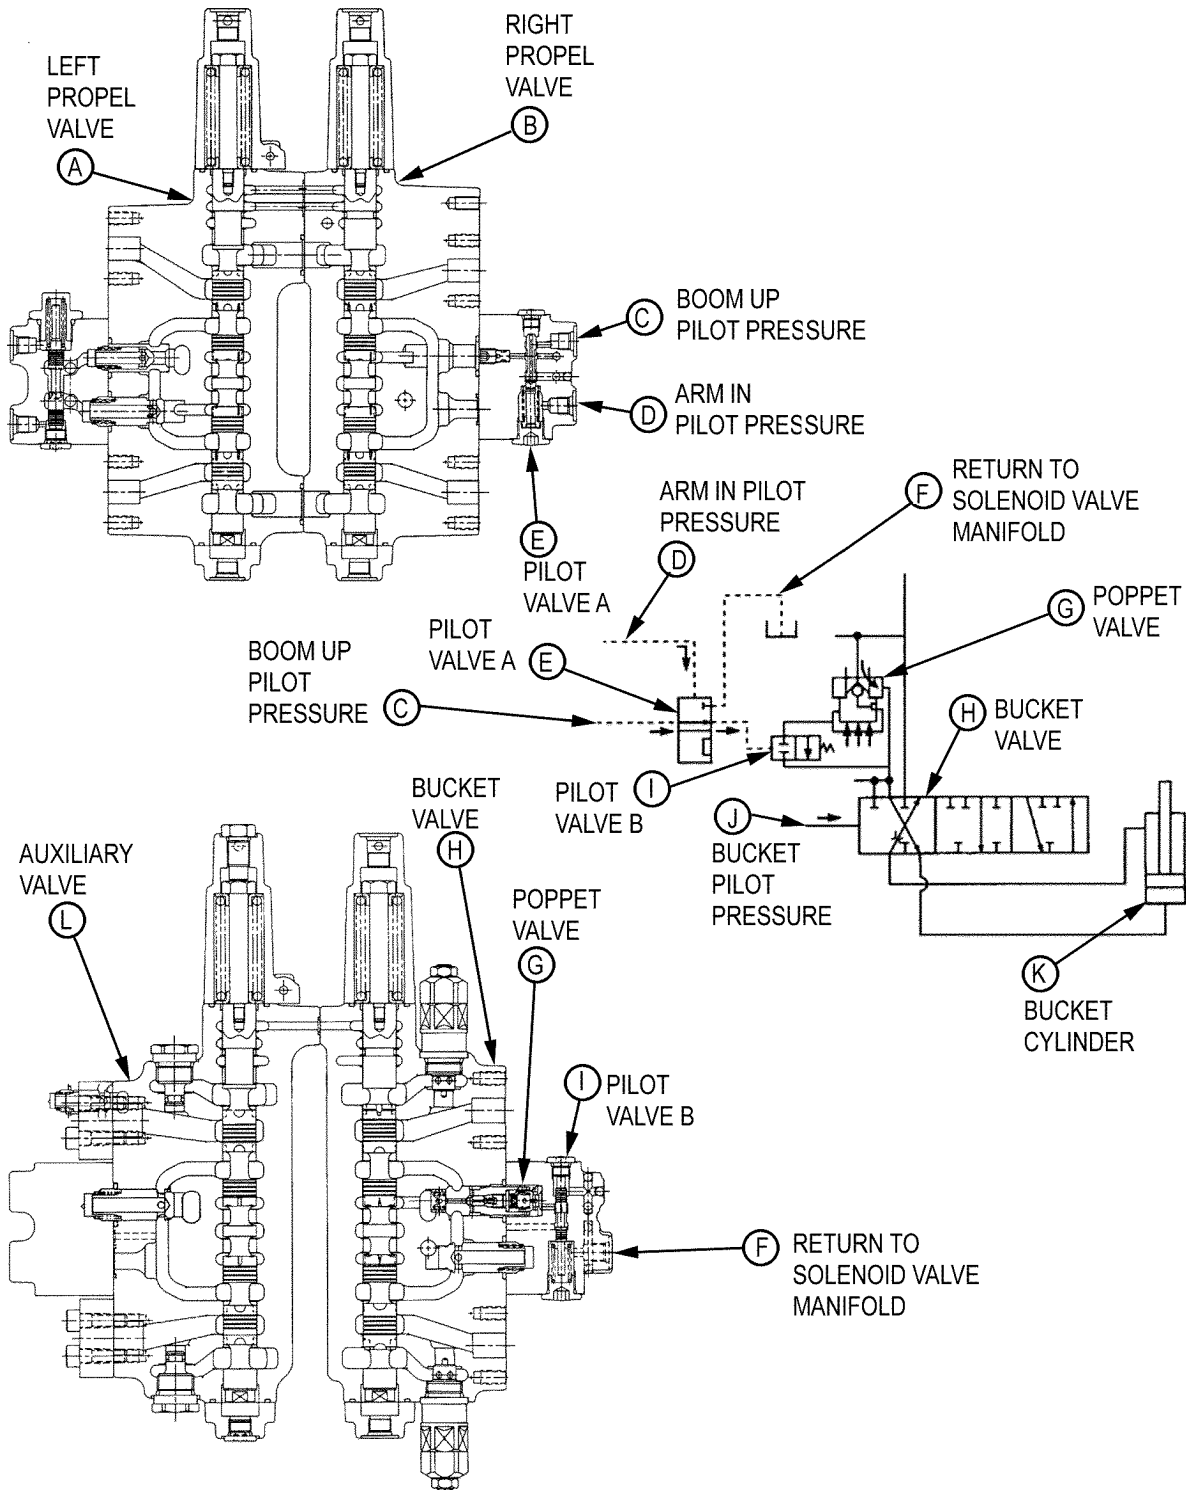 RIGHT
PROPEL
VALVE
B
LEFT
PROPEL
VALVE
A
C
BOOM UP
PILOT PRESSURE
D
ARM IN
PILOT PRESSURE
E
PILOT
VALVE A
ARM IN PILOT
PRESSURE
D
F
RETURN TO
SOLENOID VALVE
MANIFOLD
G
POPPET
VALVE
PILOT
VALVE A
E
BOOM UP
PILOT
PRESSURE
C
H
BUCKET
VALVE
PILOT
VALVE B
I
J
BUCKET
PILOT
PRESSURE
K
BUCKET
CYLINDER
BUCKET
VALVE
H
AUXILIARY
VALVE
L
POPPET
VALVE
G
I
PILOT
VALVE B
F
RETURN TO
SOLENOID VALVE
MANIFOLD